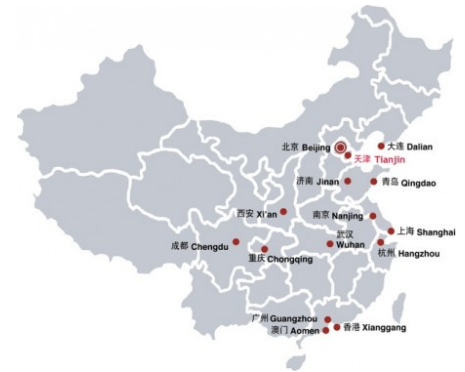 北京 Beijing
大连 Dalian
天津 Tianjin
济南 Jinan
青岛 Qingdao
西安 Xi'an
南京 Nanjing
上海 Shanghai
武汉
Wuhan
成都 Chengdu
重庆 Chongqing
杭州 Hangzhou
广州 Guangzhou
澳门 Aomen
香港 Xianggang